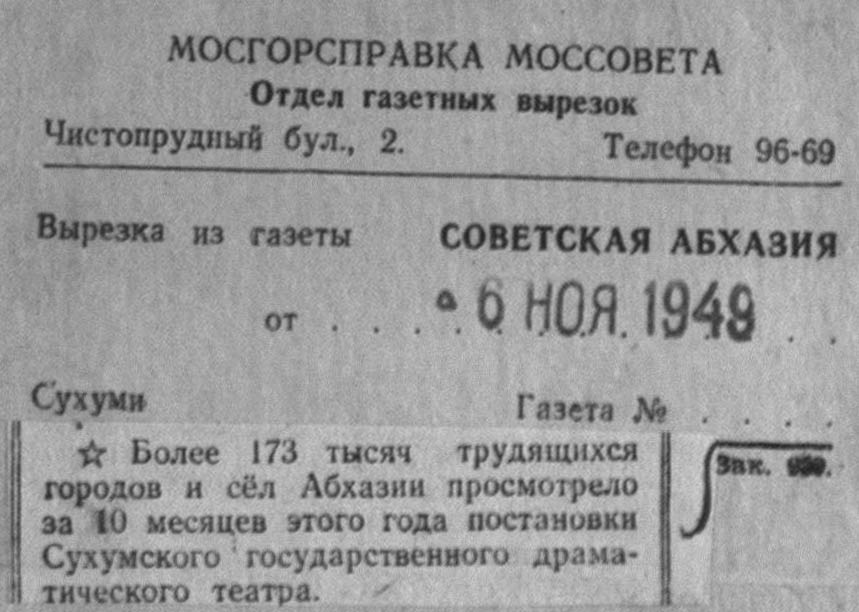 МОСГОРСПРАВКА МОССОВЕТА
Отдел газетных вырезок
Чистопрудный бул., 2. Телефон 96-69
Вырезка из газеты СОВЕТСКАЯ АБХАЗИЯ
от . . . . 6 НОЯ. 1949 . .
Сухуми Газета № . . . .
☆ Более 173 тысяч трудящихся
городов и сёл Абхазии просмотрело
за 10 месяцев этого года постановки
Сухумского государственного драма-
тического театра.
Зак.